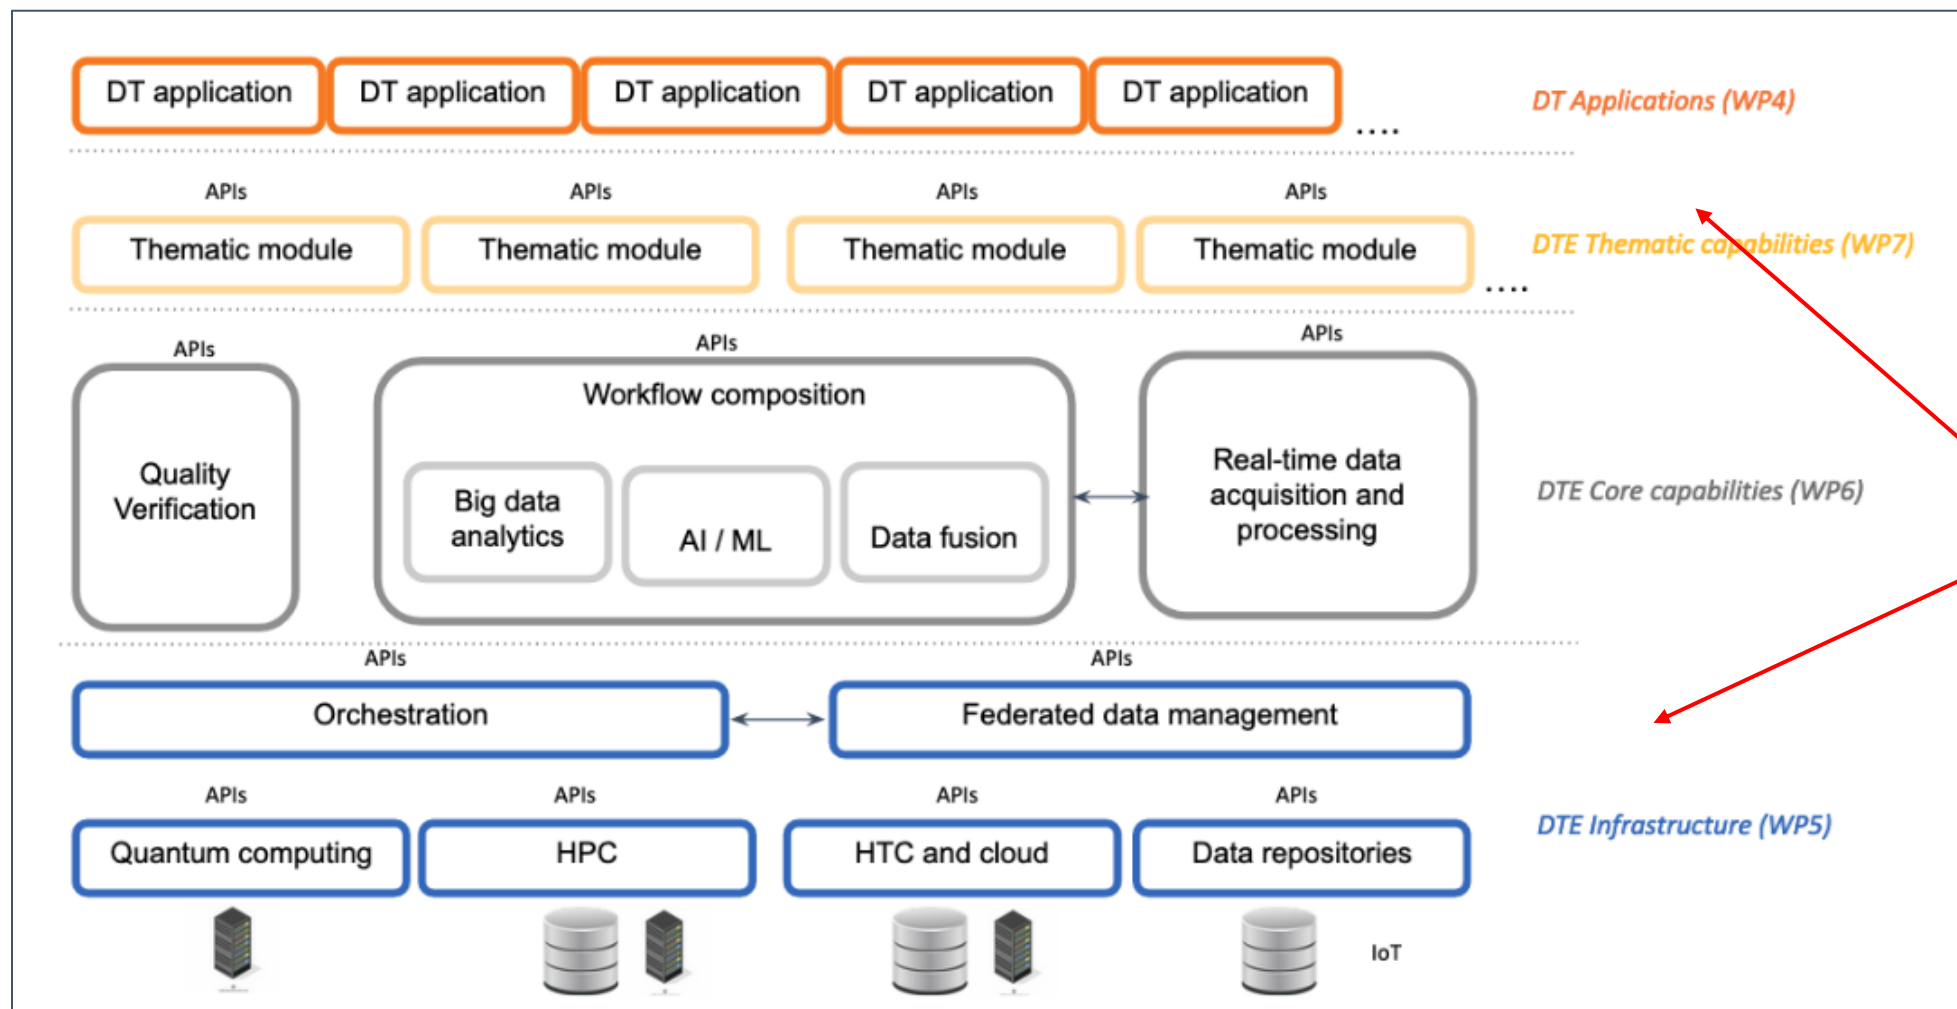 DT application DT application DT application DT application DT application
....
DT Applications (WP4)
APIs APIs APIs APIs
Thematic module Thematic module Thematic module Thematic module
....
DTE Thematic capabilities (WP7)
APIs
Quality
Verification
APIs
Workflow composition
Big data
analytics
AI / ML
Data fusion
APIs
Real-time data
acquisition and
processing
DTE Core capabilities (WP6)
APIs APIs
Orchestration Federated data management
APIs APIs APIs APIs
Quantum computing HPC HTC and cloud Data repositories
DTE Infrastructure (WP5)
IoT